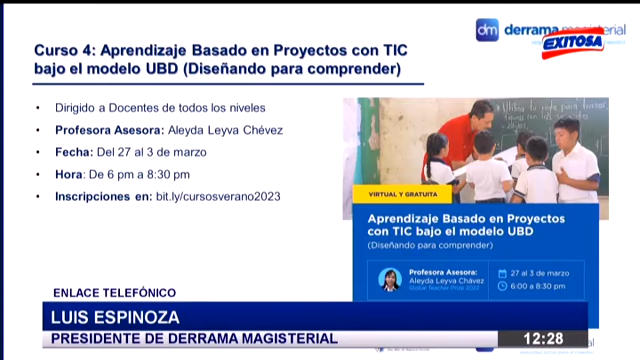 dm derrama magisterial
EXITOSA
Curso 4: Aprendizaje Basado en Proyectos con TIC
bajo el modelo UBD (Diseñando para comprender)
• Dirigido a Docentes de todos los niveles
• Profesora Asesora: Aleyda Leyva Chévez
• Fecha: Del 27 al 3 de marzo
• Hora: De 6 pm a 8:30 pm
• Inscripciones en: bit.ly/cursosverano2023
VIRTUAL Y GRATUITA
Aprendizaje Basado en Proyectos
con TIC bajo el modelo UBD
(Diseñando para comprender)
Profesora Asesora:
Aleyda Leyva Chávez
Global Teacher Prize 2022
27 al 3 de marzo
6:00 a 8:30 pm
ENLACE TELEFÓNICO
LUIS ESPINOZA
PRESIDENTE DE DERRAMA MAGISTERIAL
12:28